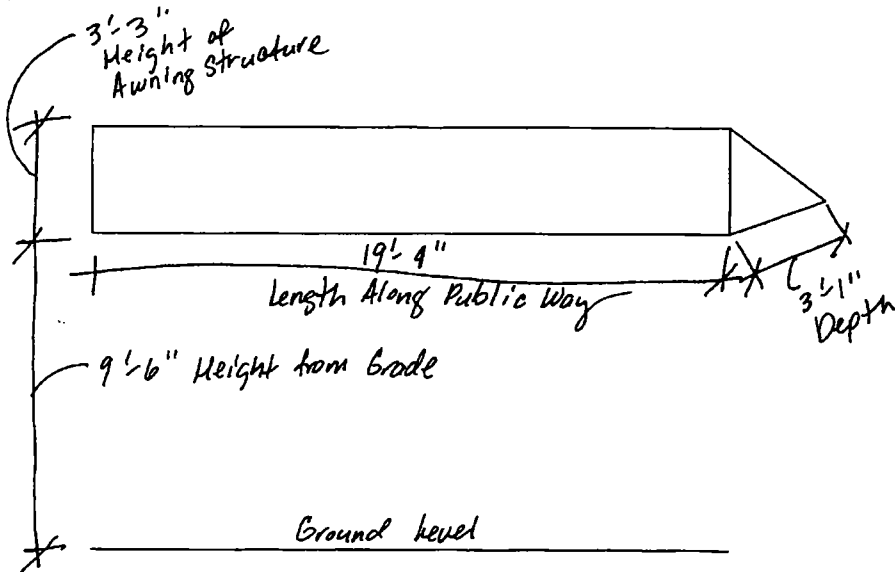 3'-3"
Height of
Awning Structure
19'-4"
Length Along Public Way
3'-1"
Depth
9'-6" Height from Grade
Ground Level